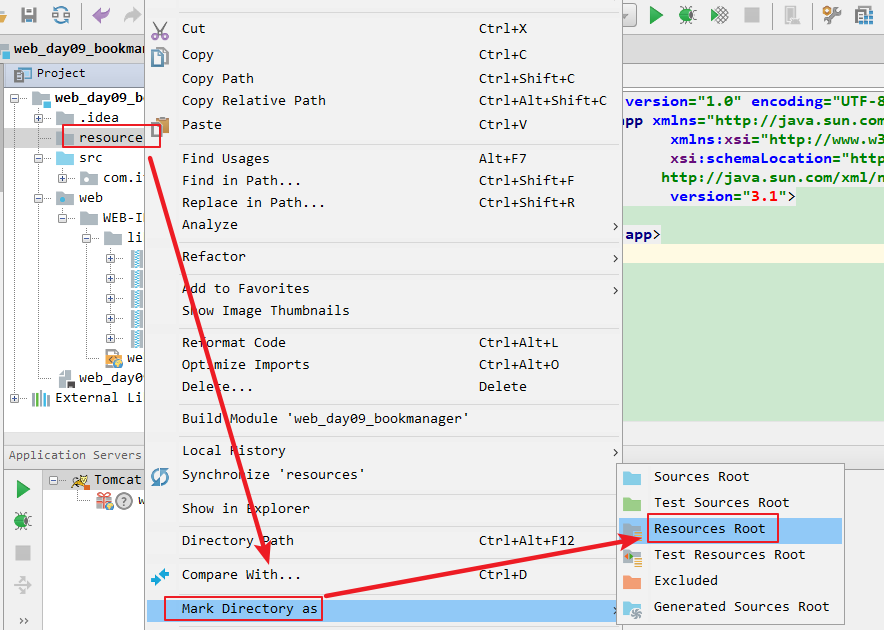 web_day09_bookman
Project
web_day09_b
.idea
resource
src
com.i
web
WEB-I
li
we
web_day0
External Li
Application Servers
Tomcat
w
Cut Ctrl+X
Copy Ctrl+C
Copy Path Ctrl+Shift+C
Copy Relative Path Ctrl+Alt+Shift+C
Paste Ctrl+V
Find Usages Alt+F7
Find in Path... Ctrl+Shift+F
Replace in Path... Ctrl+Shift+R
Analyze
Refactor
Add to Favorites
Show Image Thumbnails
Reformat Code Ctrl+Alt+L
Optimize Imports Ctrl+Alt+O
Delete... Delete
Build Module 'web_day09_bookmanager'
Local History
Synchronize 'resources'
Show in Explorer
Directory Path Ctrl+Alt+F12
Compare With... Ctrl+D
Mark Directory as
version="1.0" encoding="UTF-8
app xmlns="http://java.sun.com
xmlns:xsi="http://www.w3
xsi:schemaLocation="http
http://java.sun.com/xml/n
version="3.1">
app>
Sources Root
Test Sources Root
Resources Root
Test Resources Root
Excluded
Generated Sources Root